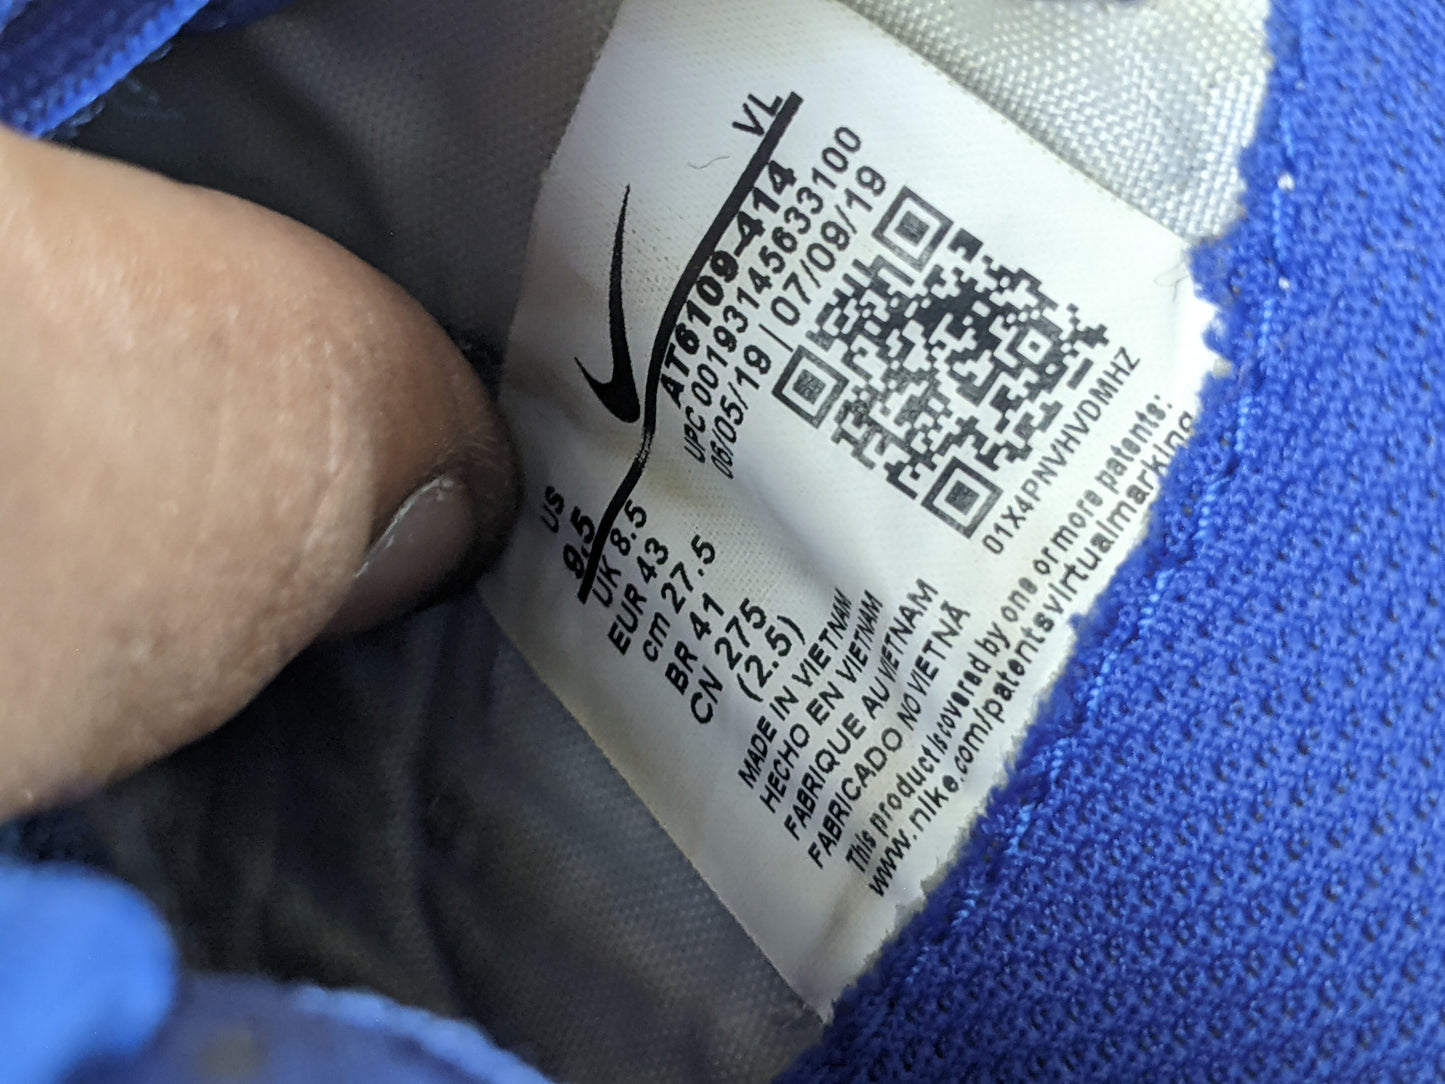 VL
AT6109-414
UPC 00193145633100
06/05/19 | 07/09/19
01X4PNVHVDMHZ
US
9.5
UK 8.5
EUR 43
cm 27.5
BR 41
CN 275
(2.5)
MADE IN VIETNAM
HECHO EN VIETNAM
FABRIQUE AU VIETNAM
FABRICADO NO VIETNÃ
This product is covered by one or more patents:
www.nike.com/patentsvirtualmarking